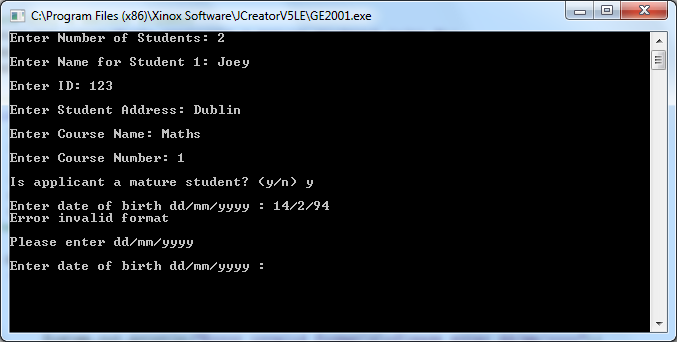 C:\Program Files (x86)\Xinox Software\JCreatorV5LE\GE2001.exe
Enter Number of Students: 2
Enter Name for Student 1: Joey
Enter ID: 123
Enter Student Address: Dublin
Enter Course Name: Maths
Enter Course Number: 1
Is applicant a mature student? (y/n) y
Enter date of birth dd/mm/yyyy : 14/2/94
Error invalid format
Please enter dd/mm/yyyy
Enter date of birth dd/mm/yyyy :